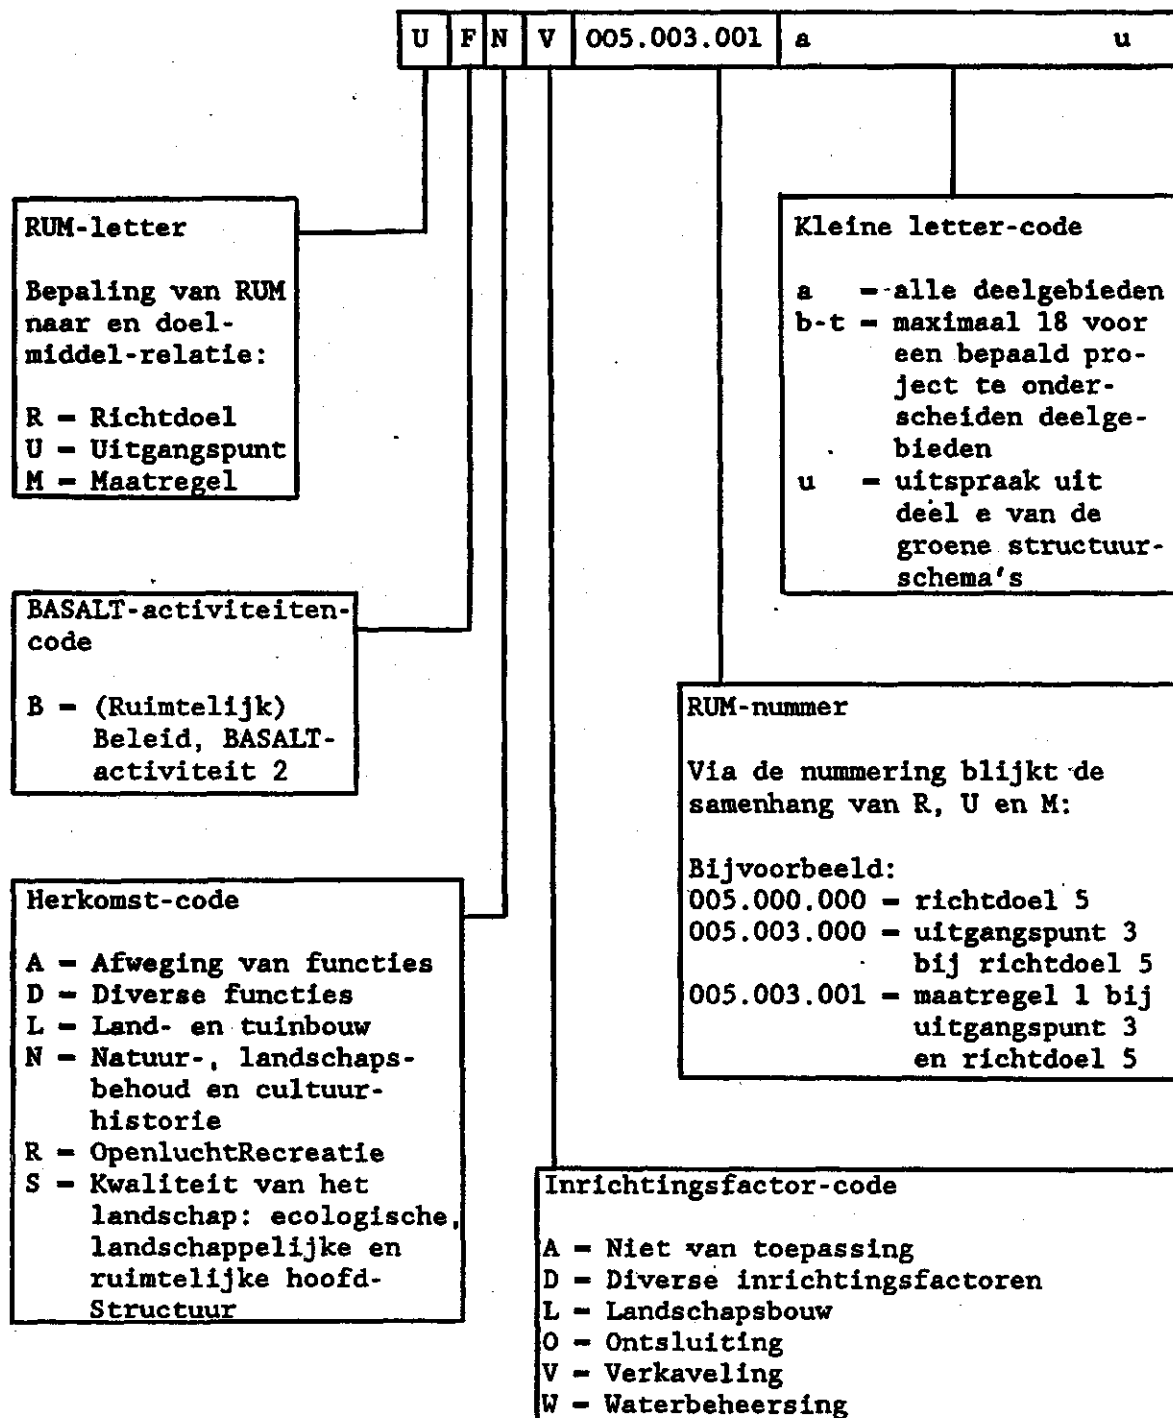 U F N V 005.003.001 a u
RUM-letter
Bepaling van RUM
naar en doel-
middel-relatie:
R = Richtdoel
U = Uitgangspunt
M = Maatregel
Kleine letter-code
a = alle deelgebieden
b-t = maximaal 18 voor
een bepaald pro-
ject te onder-
scheiden deelge-
bieden
u = uitspraak uit
deel e van de
groene structuur-
schema's
BASALT-activiteiten-
code
B = (Ruimtelijk)
Beleid, BASALT-
activiteit 2
RUM-nummer
Via de nummering blijkt de
samenhang van R, U en M:
Bijvoorbeeld:
005.000.000 = richtdoel 5
005.003.000 = uitgangspunt 3
bij richtdoel 5
005.003.001 = maatregel 1 bij
uitgangspunt 3
en richtdoel 5
Herkomst-code
A = Afweging van functies
D = Diverse functies
L = Land- en tuinbouw
N = Natuur-, landschaps-
behoud en cultuur-
historie
R = OpenluchtRecreatie
S = Kwaliteit van het
landschap: ecologische,
landschappelijke en
ruimtelijke hoofd-
Structuur
Inrichtingsfactor-code
A = Niet van toepassing
D = Diverse inrichtingsfactoren
L = Landschapsbouw
O = Ontsluiting
V = Verkaveling
W = Waterbeheersing